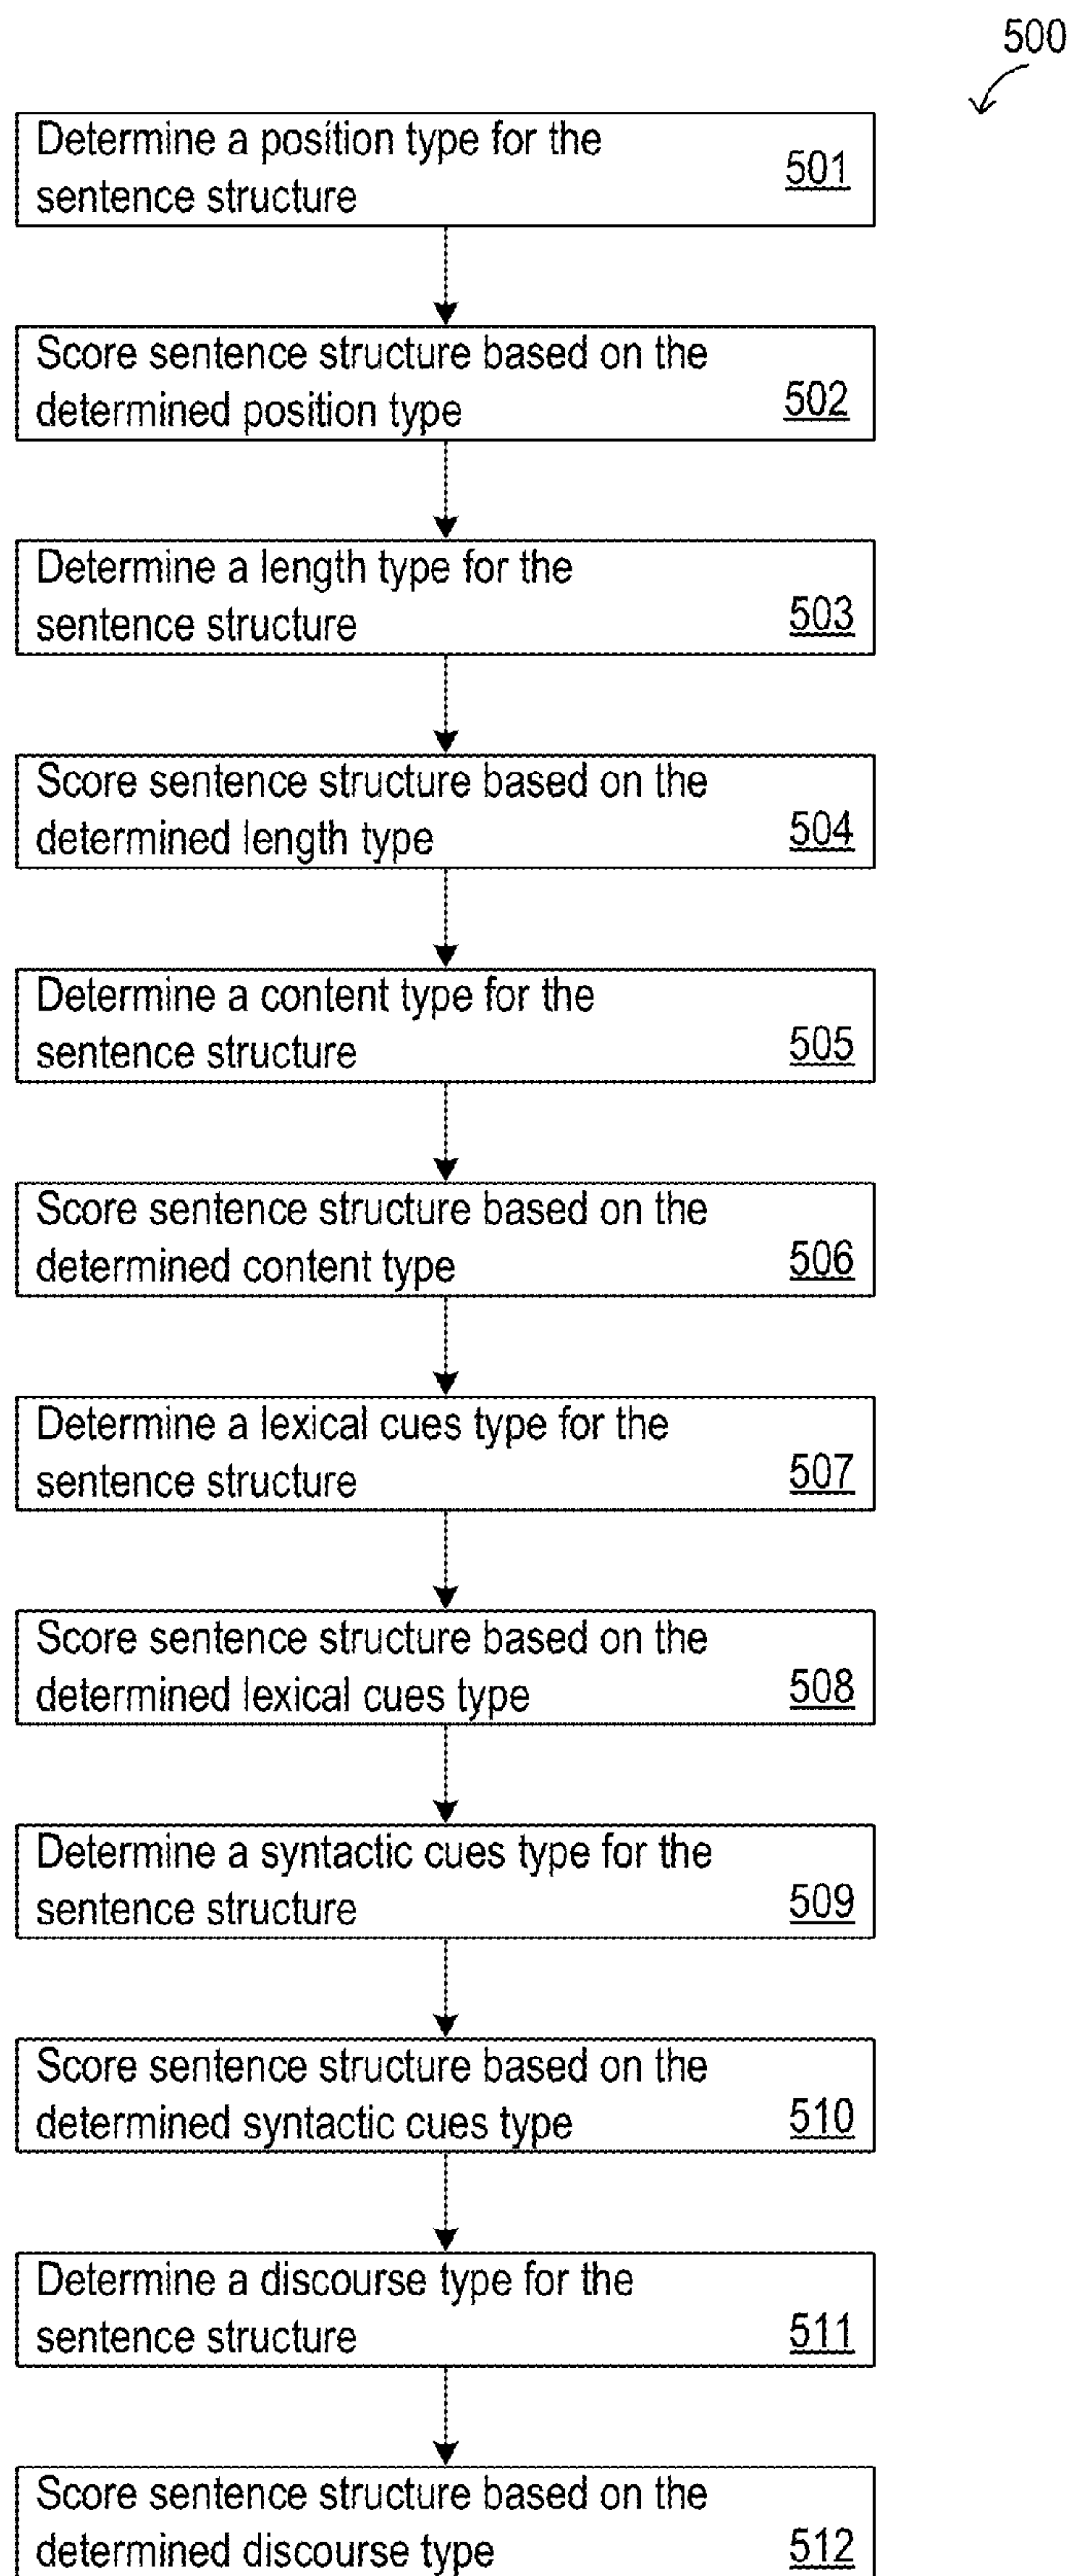 500
Determine a position type for the
sentence structure
501
Score sentence structure based on the
determined position type
502
Determine a length type for the
sentence structure
503
Score sentence structure based on the
determined length type
504
Determine a content type for the
sentence structure
505
Score sentence structure based on the
determined content type
506
Determine a lexical cues type for the
sentence structure
507
Score sentence structure based on the
determined lexical cues type
508
Determine a syntactic cues type for the
sentence structure
509
Score sentence structure based on the
determined syntactic cues type
510
Determine a discourse type for the
sentence structure
511
Score sentence structure based on the
determined discourse type
512